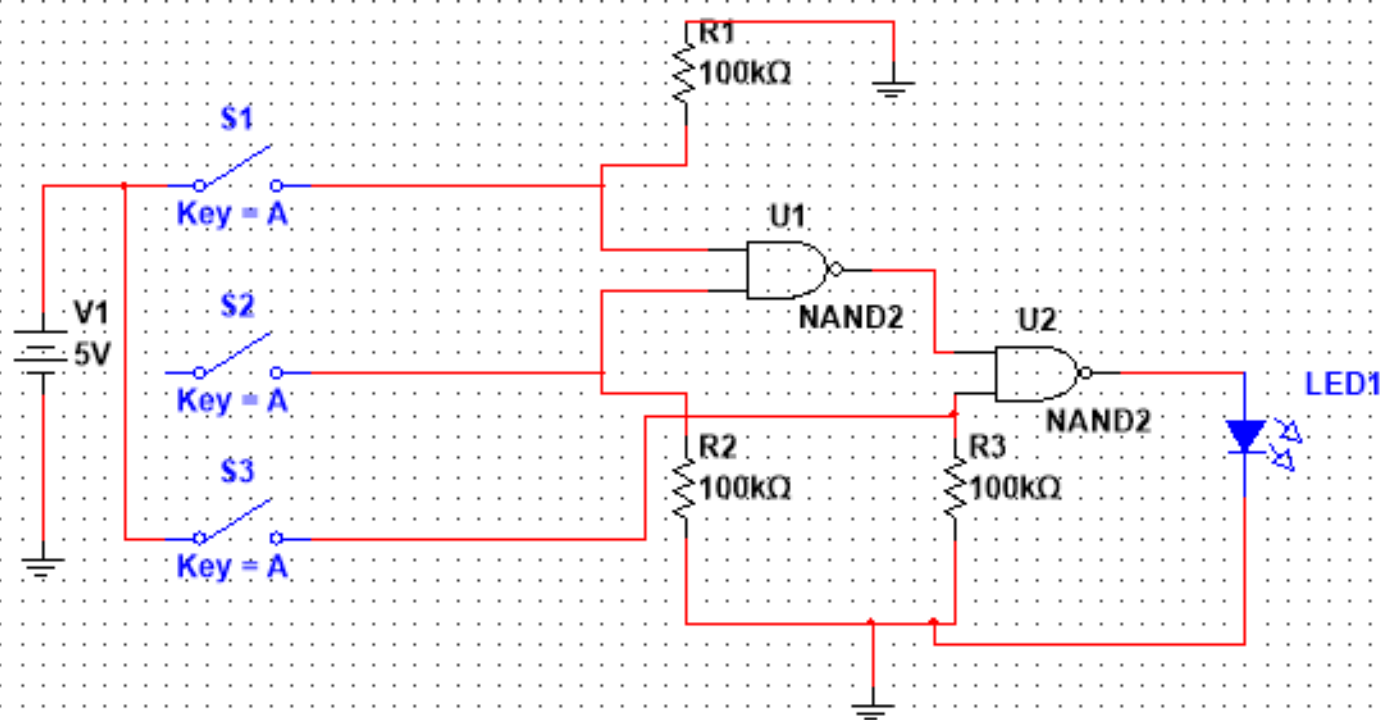 R1
100kΩ
S1
Key = A
U1
NAND2
S2
Key = A
V1
5V
U2
NAND2
LED1
R2
100kΩ
R3
100kΩ
S3
Key = A